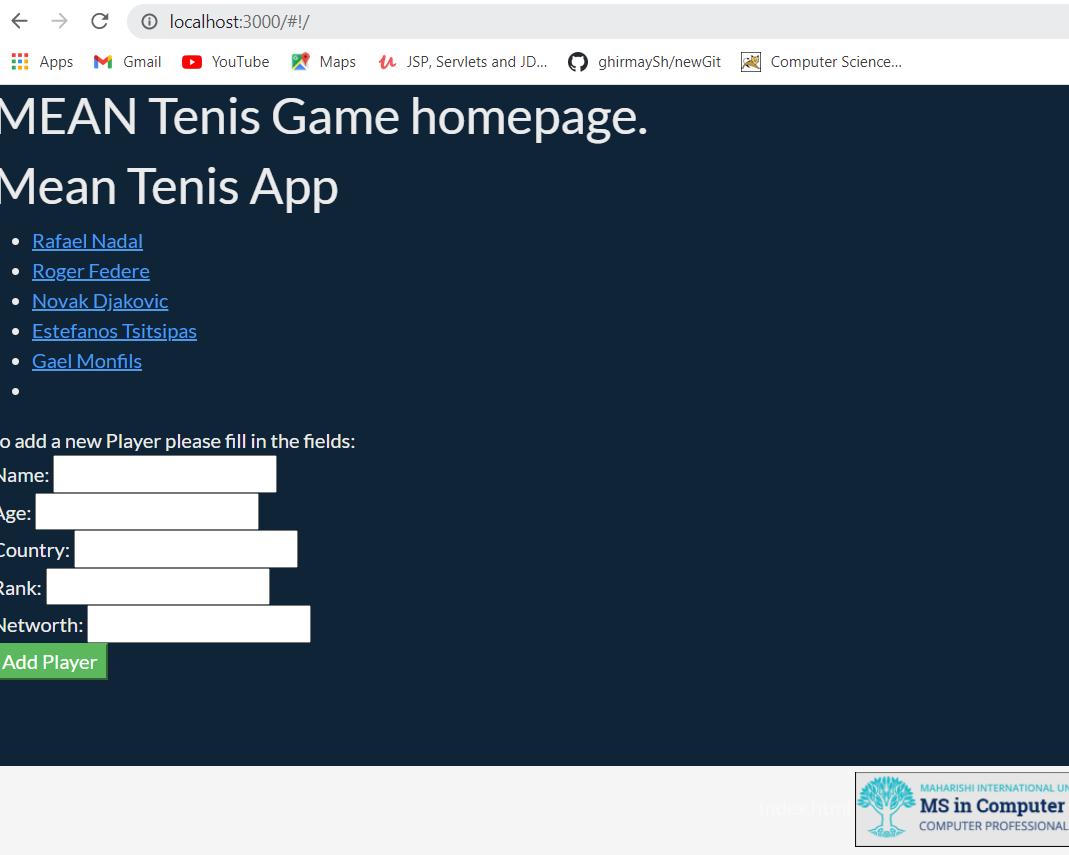 localhost:3000/#!/
Apps Gmail YouTube Maps JSP, Servlets and JD... ghirmaySh/newGit Computer Science...
MEAN Tenis Game homepage.
Mean Tenis App
Rafael Nadal
Roger Federe
Novak Djakovic
Estefanos Tsitsipas
Gael Monfils
o add a new Player please fill in the fields:
Name:
Age:
Country:
Rank:
Networth:
Add Player
index.html
MAHARISHI INTERNATIONAL UN
MS in Computer
COMPUTER PROFESSIONAL